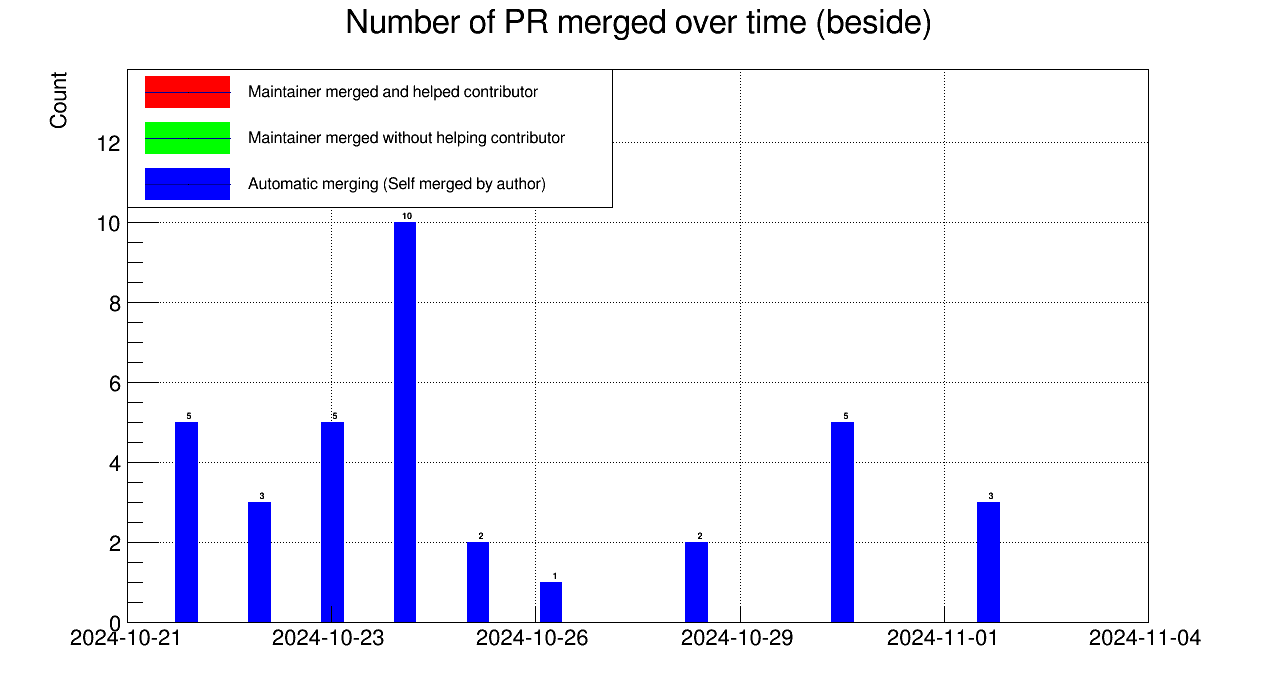 Number of PR merged over time (beside)
Count
Maintainer merged and helped contributor
Maintainer merged without helping contributor
Automatic merging (Self merged by author)
12
10
8
6
4
2
0
5
3
5
10
2
1
2
5
3
2024-10-21 2024-10-23 2024-10-26 2024-10-29 2024-11-01 2024-11-04